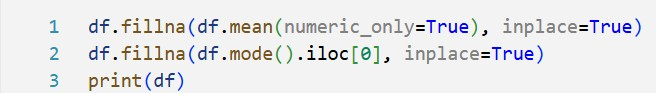 1 df.fillna(df.mean(numeric_only=True), inplace=True)
2 df.fillna(df.mode().iloc[0], inplace=True)
3 print(df)